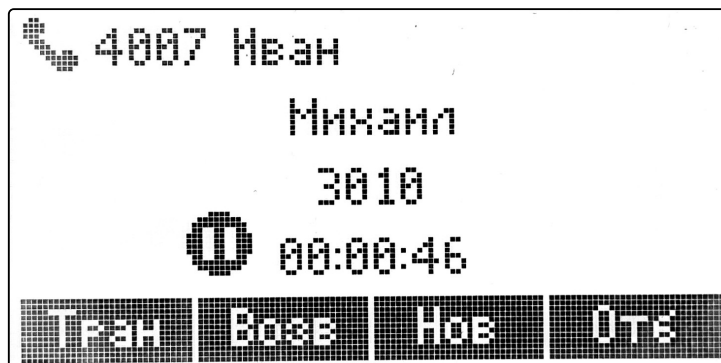 4007 Иван
Михаил
3010
00:00:46
Тран Возв Нов Отб